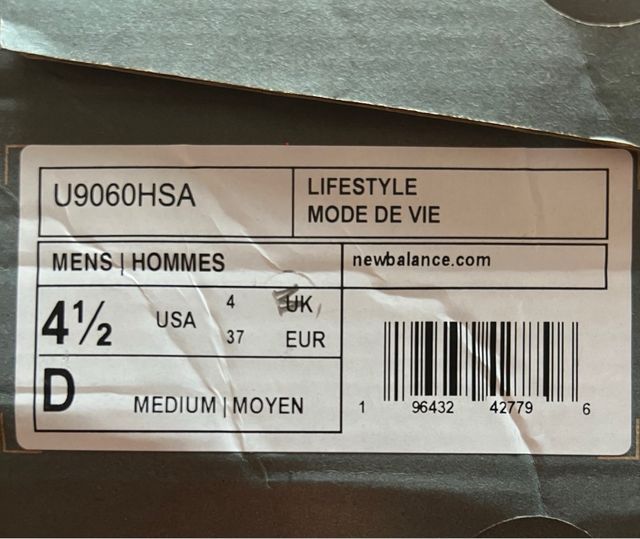 U9060HSA
LIFESTYLE
MODE DE VIE
MENS | HOMMES
newbalance.com
4½ USA 4 UK
37 EUR
D MEDIUM | MOYEN
1 96432 42779 6